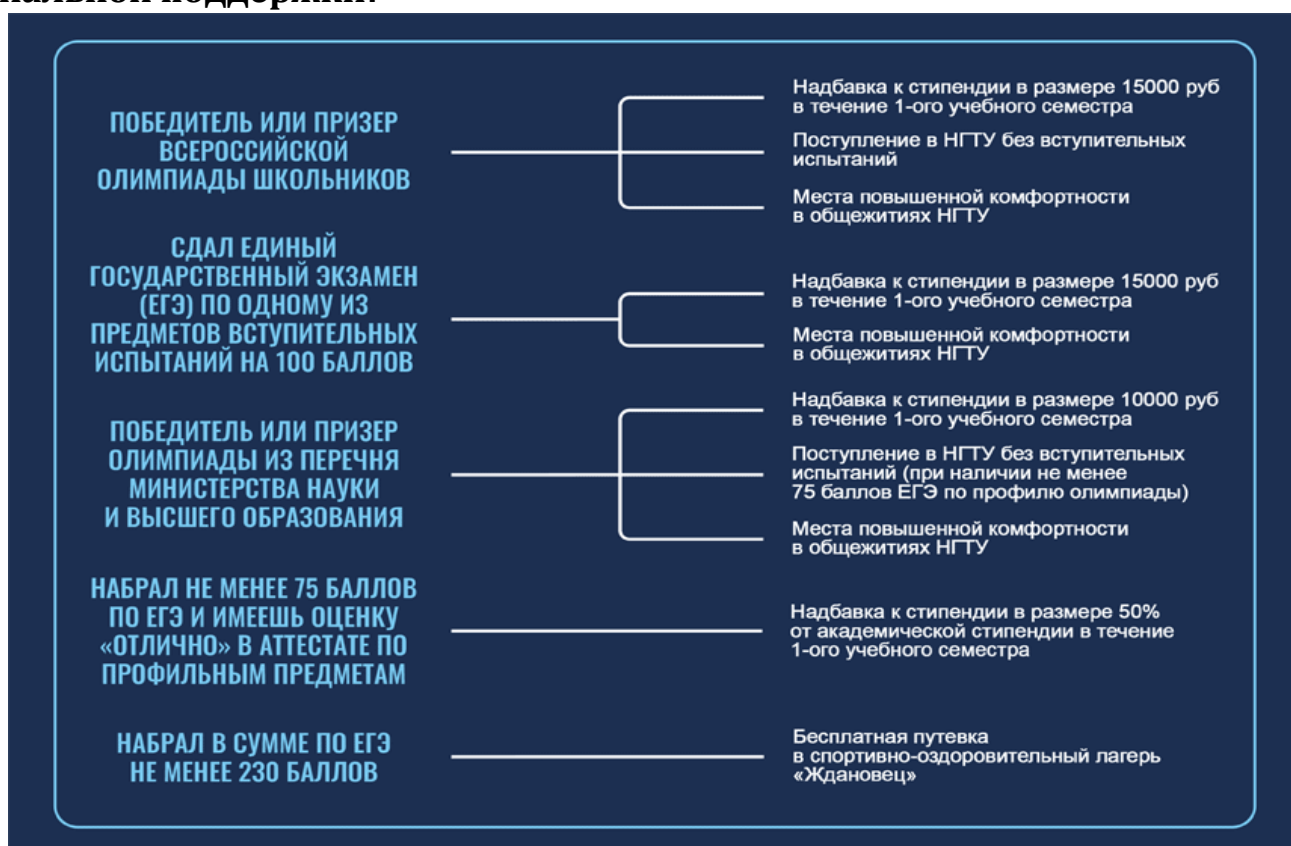 нальной поддержки:
ПОБЕДИТЕЛЬ ИЛИ ПРИЗЕР
ВСЕРОССИЙСКОЙ
ОЛИМПИАДЫ ШКОЛЬНИКОВ
Надбавка к стипендии в размере 15000 руб
в течение 1-ого учебного семестра
Поступление в НГТУ без вступительных
испытаний
Места повышенной комфортности
в общежитиях НГТУ
СДАЛ ЕДИНЫЙ
ГОСУДАРСТВЕННЫЙ ЭКЗАМЕН
(ЕГЭ) ПО ОДНОМУ ИЗ
ПРЕДМЕТОВ ВСТУПИТЕЛЬНЫХ
ИСПЫТАНИЙ НА 100 БАЛЛОВ
Надбавка к стипендии в размере 15000 руб
в течение 1-ого учебного семестра
Места повышенной комфортности
в общежитиях НГТУ
ПОБЕДИТЕЛЬ ИЛИ ПРИЗЕР
ОЛИМПИАДЫ ИЗ ПЕРЕЧНЯ
МИНИСТЕРСТВА НАУКИ
И ВЫСШЕГО ОБРАЗОВАНИЯ
Надбавка к стипендии в размере 10000 руб
в течение 1-ого учебного семестра
Поступление в НГТУ без вступительных
испытаний (при наличии не менее
75 баллов ЕГЭ по профилю олимпиады)
Места повышенной комфортности
в общежитиях НГТУ
НАБРАЛ НЕ МЕНЕЕ 75 БАЛЛОВ
ПО ЕГЭ И ИМЕЕШЬ ОЦЕНКУ
«ОТЛИЧНО» В АТТЕСТАТЕ ПО
ПРОФИЛЬНЫМ ПРЕДМЕТАМ
Надбавка к стипендии в размере 50%
от академической стипендии в течение
1-ого учебного семестра
НАБРАЛ В СУММЕ ПО ЕГЭ
НЕ МЕНЕЕ 230 БАЛЛОВ
Бесплатная путевка
в спортивно-оздоровительный лагерь
«Ждановец»